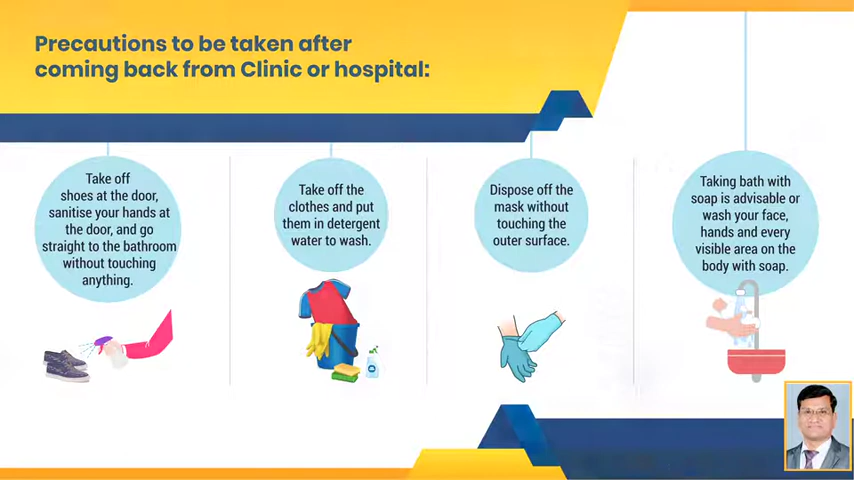 Precautions to be taken after
coming back from Clinic or hospital:
Take off
shoes at the door,
sanitise your hands at
the door, and go
straight to the bathroom
without touching
anything.
Take off the
clothes and put
them in detergent
water to wash.
Dispose off the
mask without
touching the
outer surface.
Taking bath with
soap is advisable or
wash your face,
hands and every
visible area on the
body with soap.